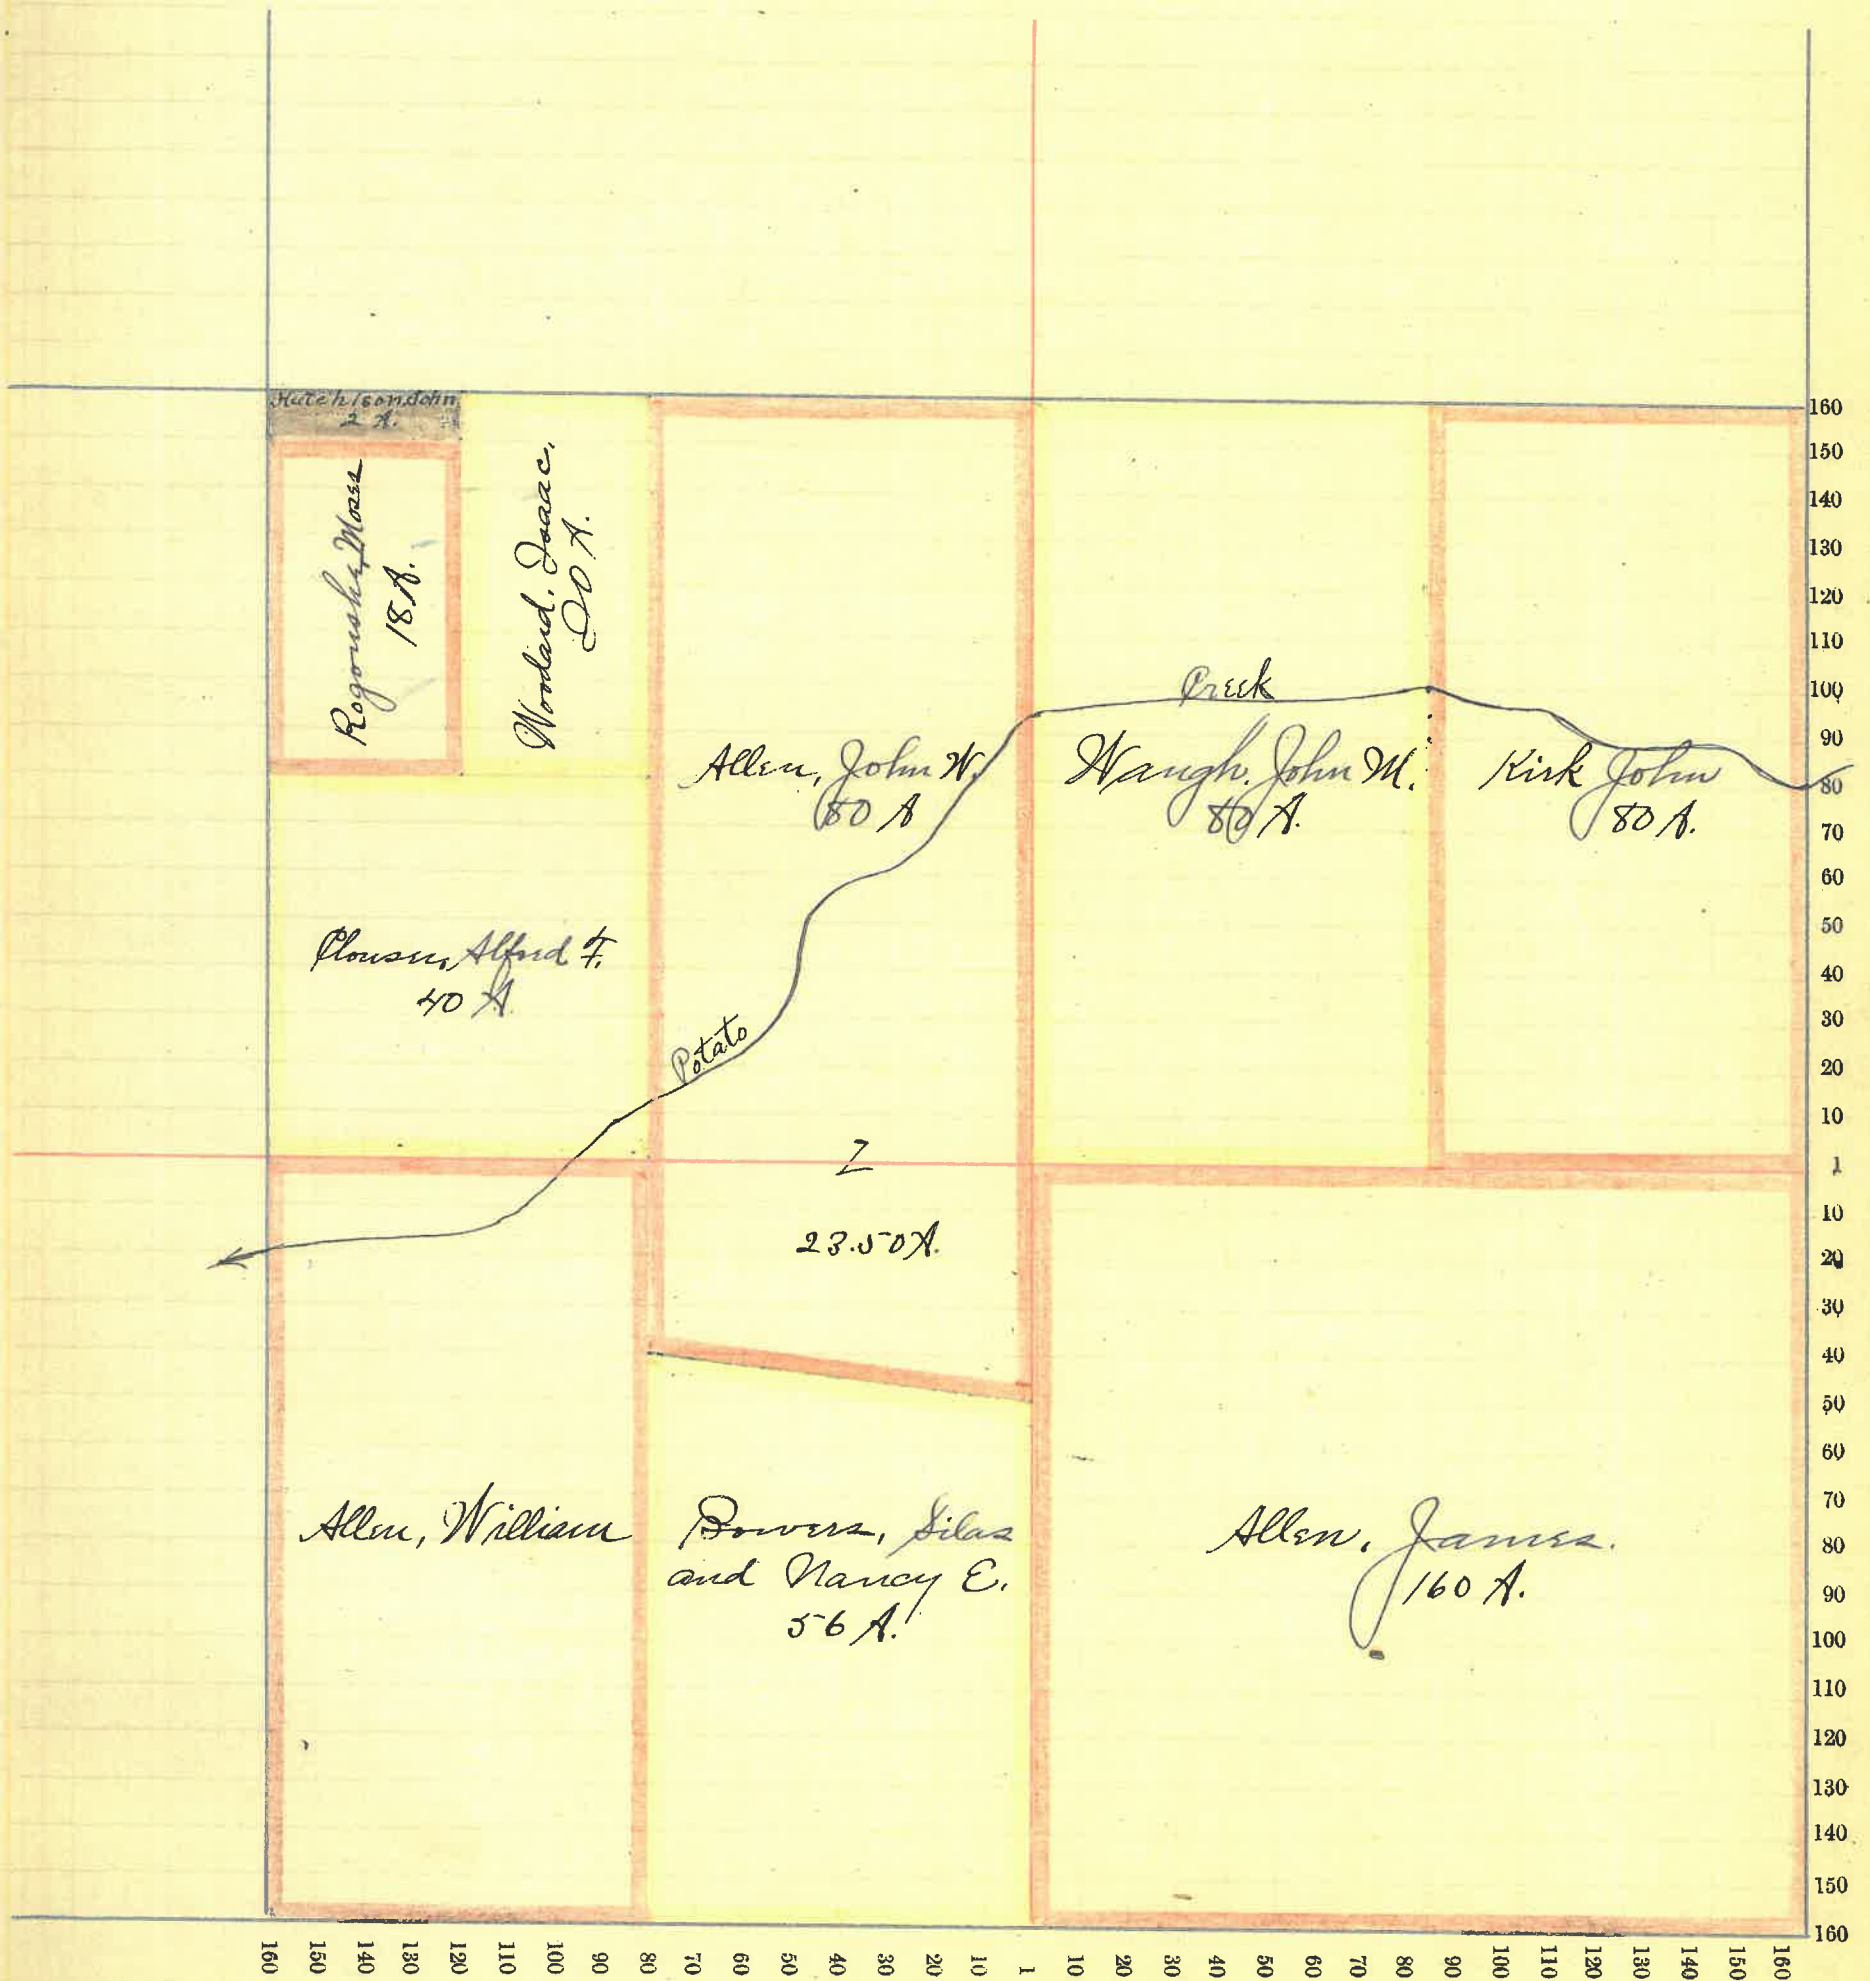 Hutchison John
2 A.
Rogouske, Moses
18 A.
Woodard, Isaac.
20 A.
Allen, John W.
80 A
Creek
Waugh, John M.
80 A.
Kirk John
80 A.
Alfred F.
40 A
Potato
Z
23.50 A.
Allen, William
Bowers, Silas
and Nancy E.
56 A.
Allen, James.
160 A.
160
150
140
130
120
110
100
90
80
70
60
50
40
30
20
10
1
10
20
30
40
50
60
70
80
90
100
110
120
130
140
150
160
160 150 140 130 120 110 100 90 80 70 60 50 40 30 20 10 1 10 20 30 40 50 60 70 80 90 100 110 120 130 140 150 160